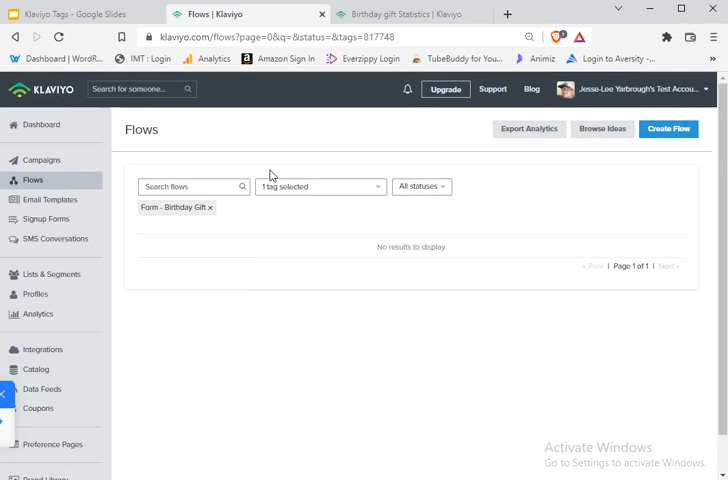 Klaviyo Tags - Google Slides
Flows | Klaviyo
Birthday gift Statistics | Klaviyo
klaviyo.com/flows?page=0&q=&status=&tags=817748
Dashboard | WordR...
IMT : Login
Analytics
Amazon Sign In
Everzippy Login
TubeBuddy for You...
Animiz
Login to Aversity -...
»
KLAVIYO
Search for someone...
Upgrade
Support
Blog
Jesse-Lee Yarbrough's Test Accou...
Dashboard
Campaigns
Flows
Email Templates
Signup Forms
SMS Conversations
Lists & Segments
Profiles
Analytics
Integrations
Catalog
Data Feeds
Coupons
Preference Pages
Brand Library
Flows
Export Analytics
Browse Ideas
Create Flow
Search flows
1 tag selected
All statuses
Form - Birthday Gift ×
No results to display.
« Prev | Page 1 of 1 | Next »
Activate Windows
Go to Settings to activate Windows.